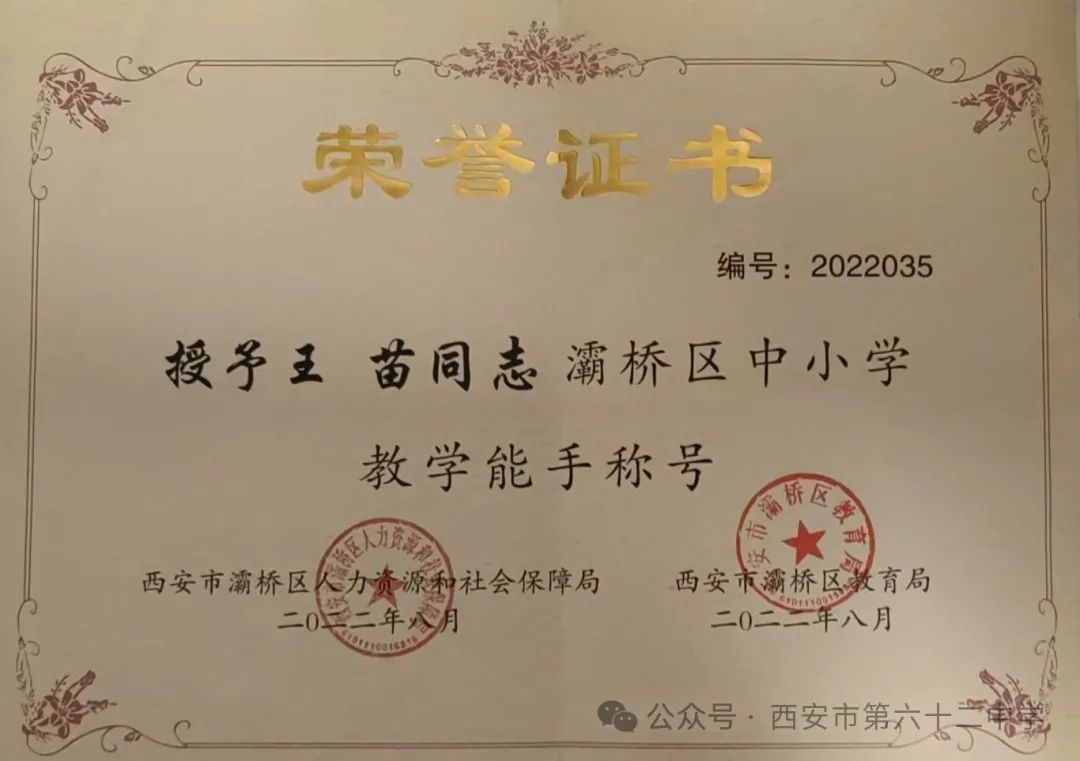 荣誉证书
编号：2022035
授予王 苗同志灞桥区中小学
教学能手称号
西安市灞桥区人力资源和社会保障局
二〇二二年八月
西安市灞桥区教育局
二〇二二年八月
公众号·西安市第六十二中学